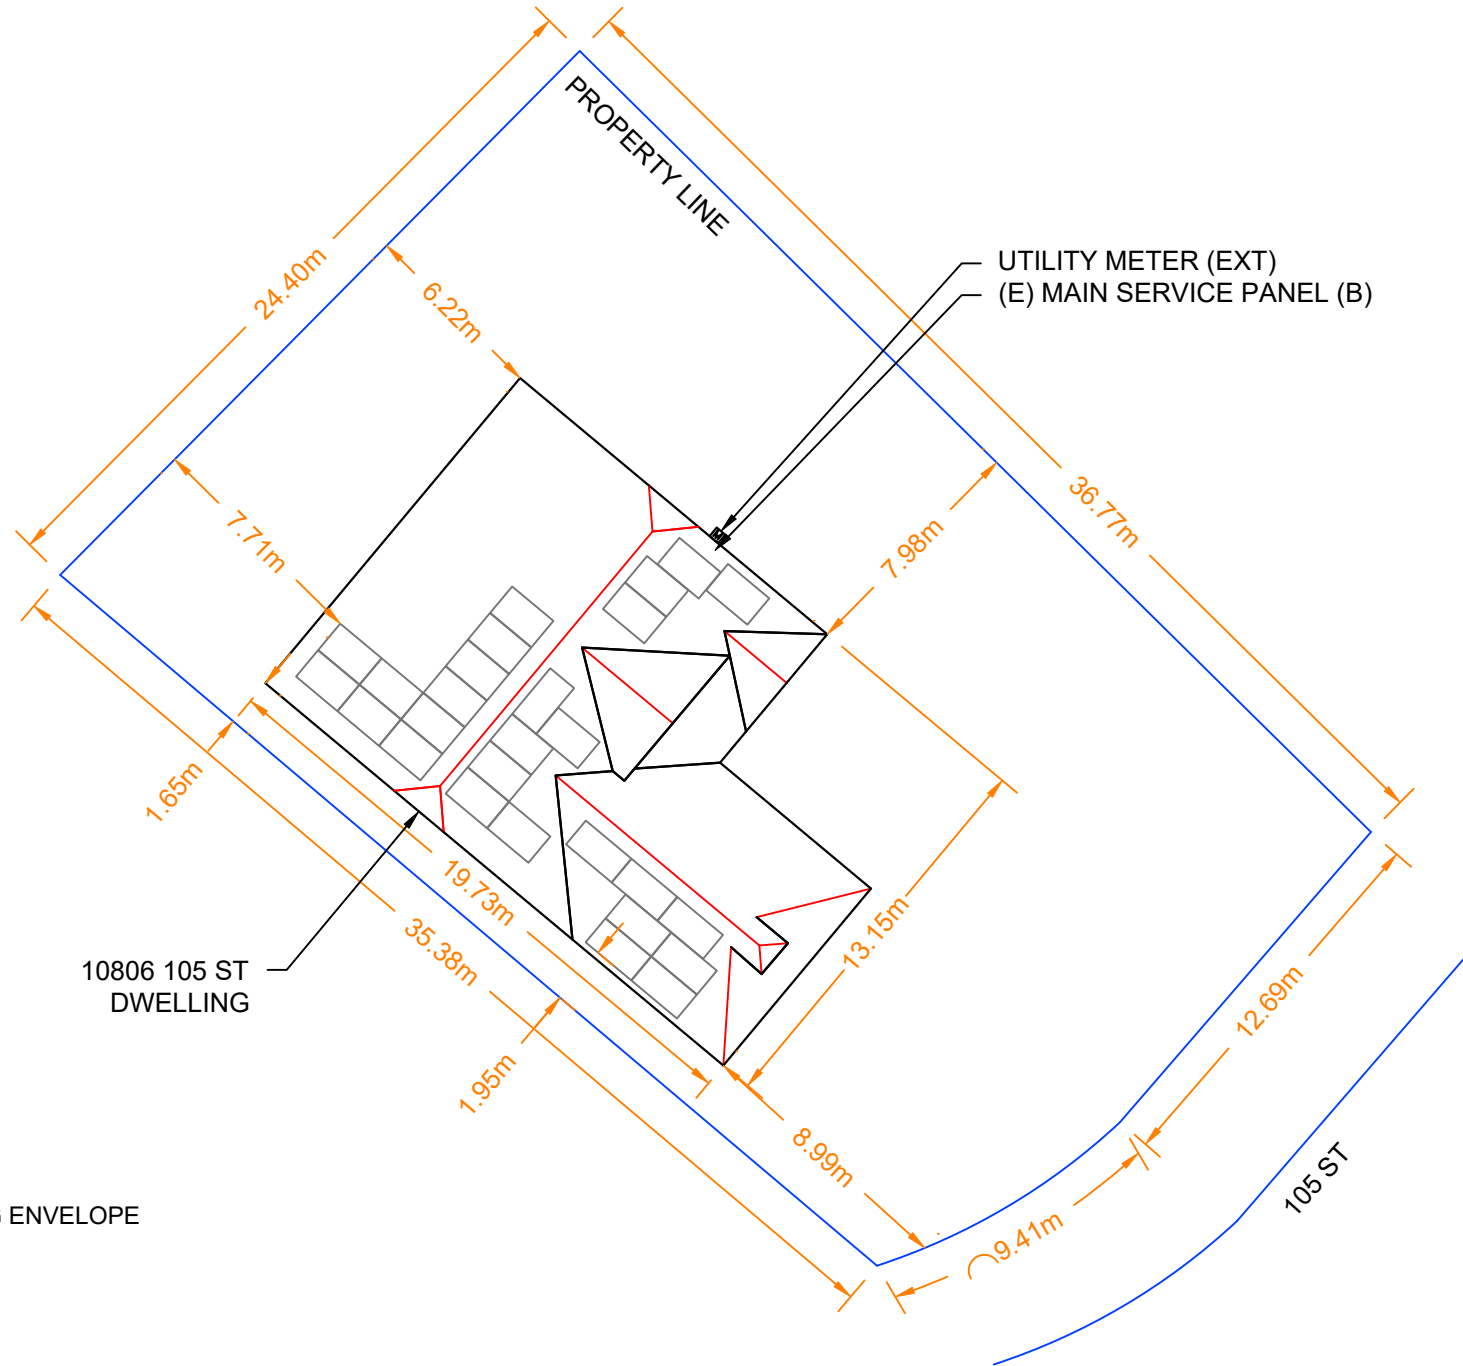 PROPERTY LINE
24.40m
6.22m
UTILITY METER (EXT)
(E) MAIN SERVICE PANEL (B)
36.77m
7.71m
7.98m
M
1.65m
19.73m
35.38m
13.15m
10806 105 ST
DWELLING
12.69m
1.95m
8.99m
105 ST
ENVELOPE
9.41m